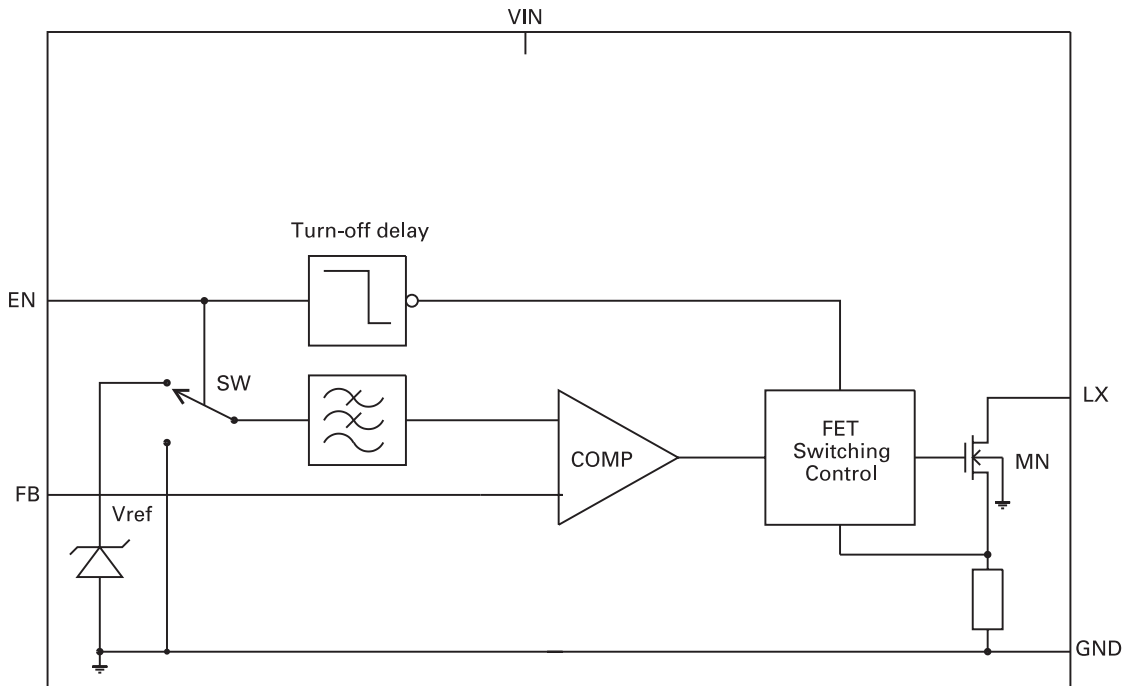 VIN
Turn-off delay
EN
SW
LX
FET
Switching
Control
COMP
MN
FB
Vref
GND